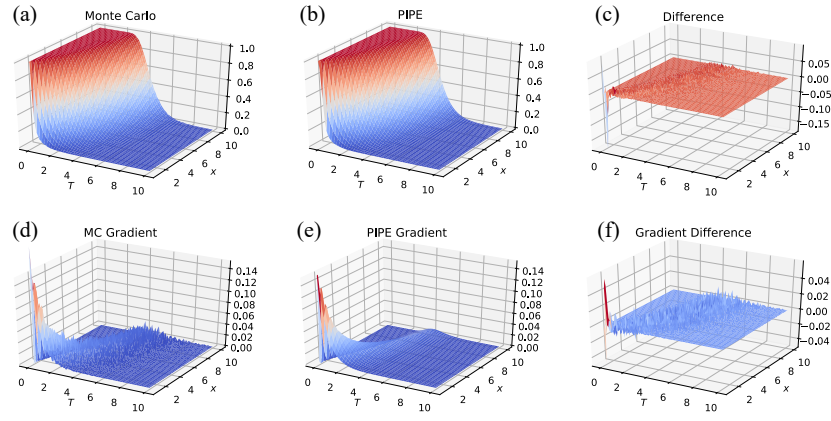 (a) Monte Carlo
1.0
0.8
0.6
0.4
0.2
0.0
0 2 4 6 8 10
T
2 4 6 8 10
x
(b) PIPE
1.0
0.8
0.6
0.4
0.2
0.0
0 2 4 6 8 10
T
2 4 6 8 10
x
(c) Difference
0.05
0.00
−0.05
−0.10
−0.15
0 2 4 6 8 10
T
2 4 6 8 10
x
(d) MC Gradient
0.14
0.12
0.10
0.08
0.06
0.04
0.02
0.00
0 2 4 6 8 10
T
2 4 6 8 10
x
(e) PIPE Gradient
0.14
0.12
0.10
0.08
0.06
0.04
0.02
0.00
0 2 4 6 8 10
T
2 4 6 8 10
x
(f) Gradient Difference
0.04
0.02
0.00
−0.02
−0.04
0 2 4 6 8 10
T
2 4 6 8 10
x